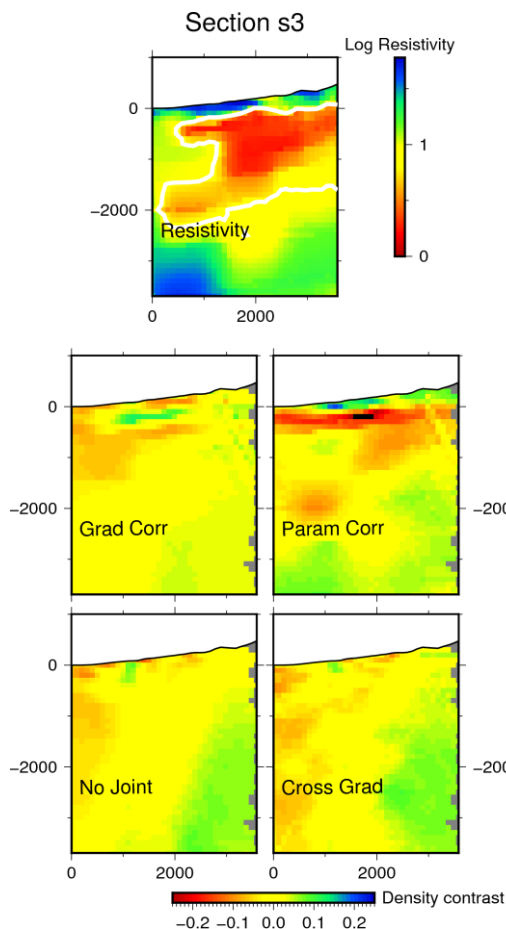 Section s3
Log Resistivity
0
−2000
Resistivity
1
0
0 2000
0
−2000
Grad Corr
Param Corr
−200
0
−2000
No Joint
Cross Grad
−200
0 2000
0 2000
Density contrast
−0.2 −0.1 0.0 0.1 0.2